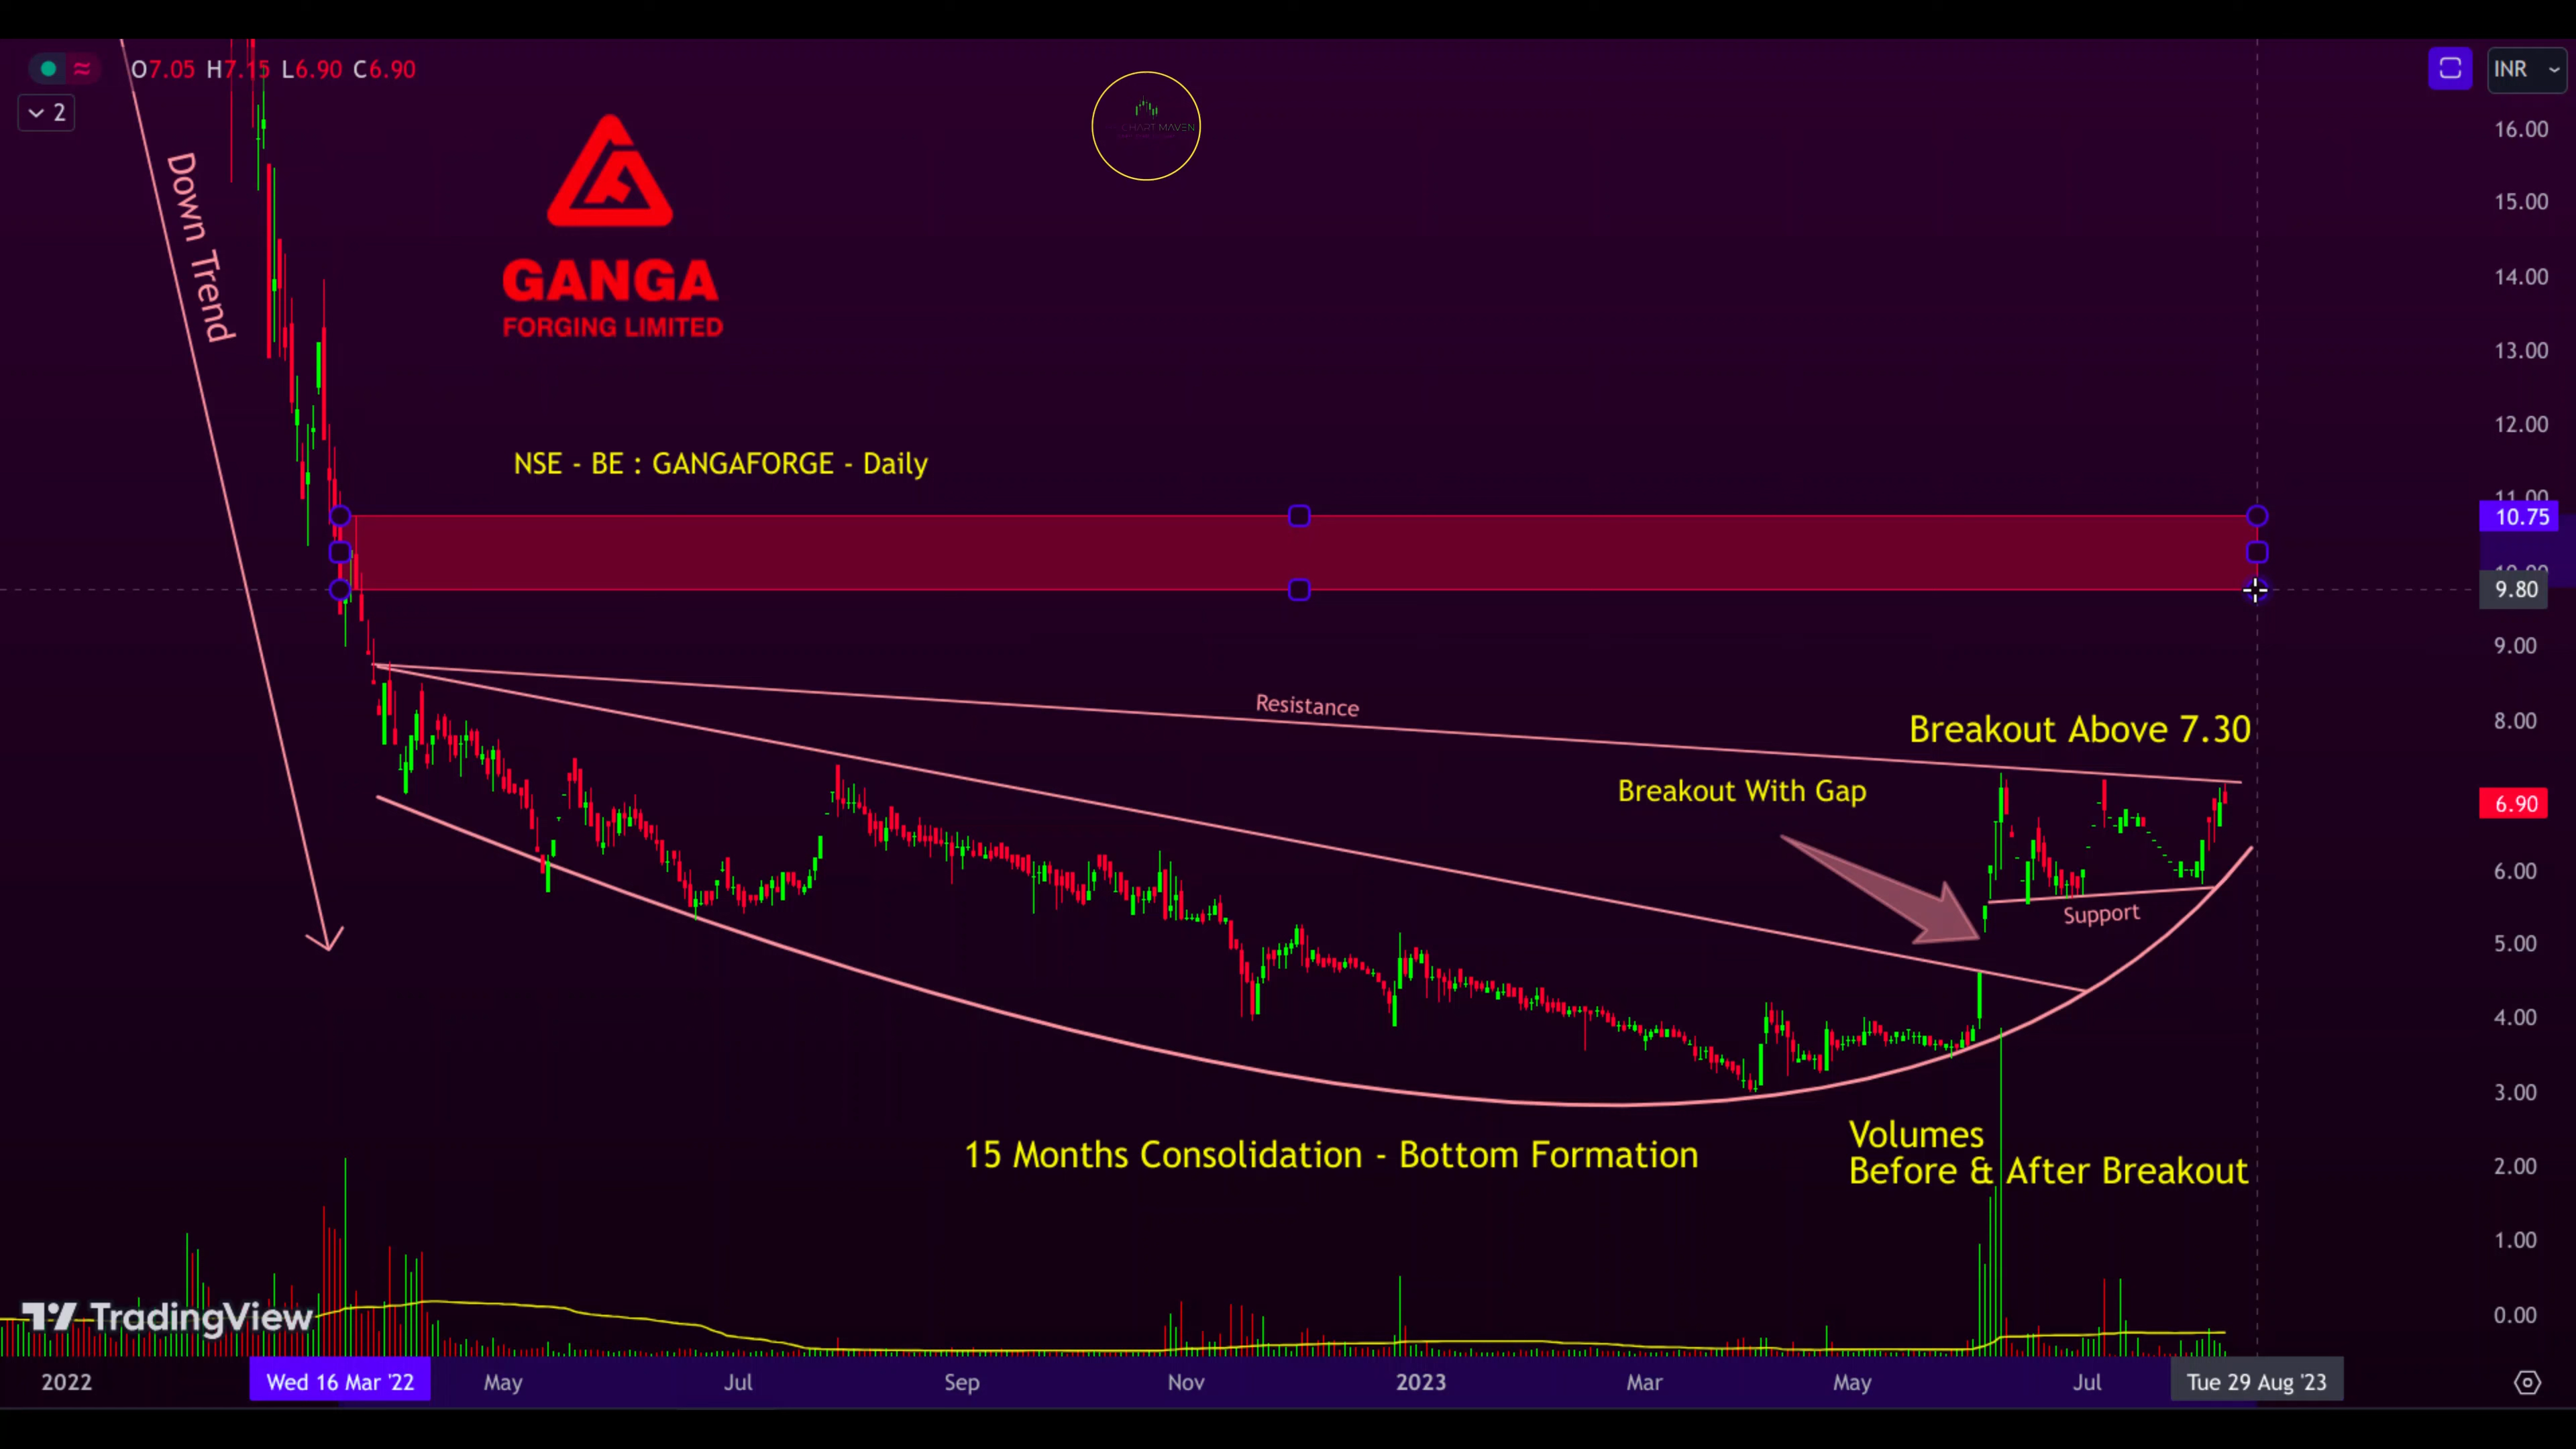 O7.05 H7.15 L6.90 C6.90
INR
2
HART MAVEN
16.00
Down Trend
15.00
GANGA
FORGING LIMITED
14.00
13.00
12.00
NSE - BE : GANGAFORGE - Daily
11.00
10.75
10.00
9.80
9.00
Resistance
8.00
Breakout Above 7.30
Breakout With Gap
6.90
6.00
Support
5.00
4.00
3.00
15 Months Consolidation - Bottom Formation
Volumes
Before & After Breakout
2.00
1.00
TradingView
0.00
2022 Wed 16 Mar '22 May Jul Sep Nov 2023 Mar May Jul Tue 29 Aug '23